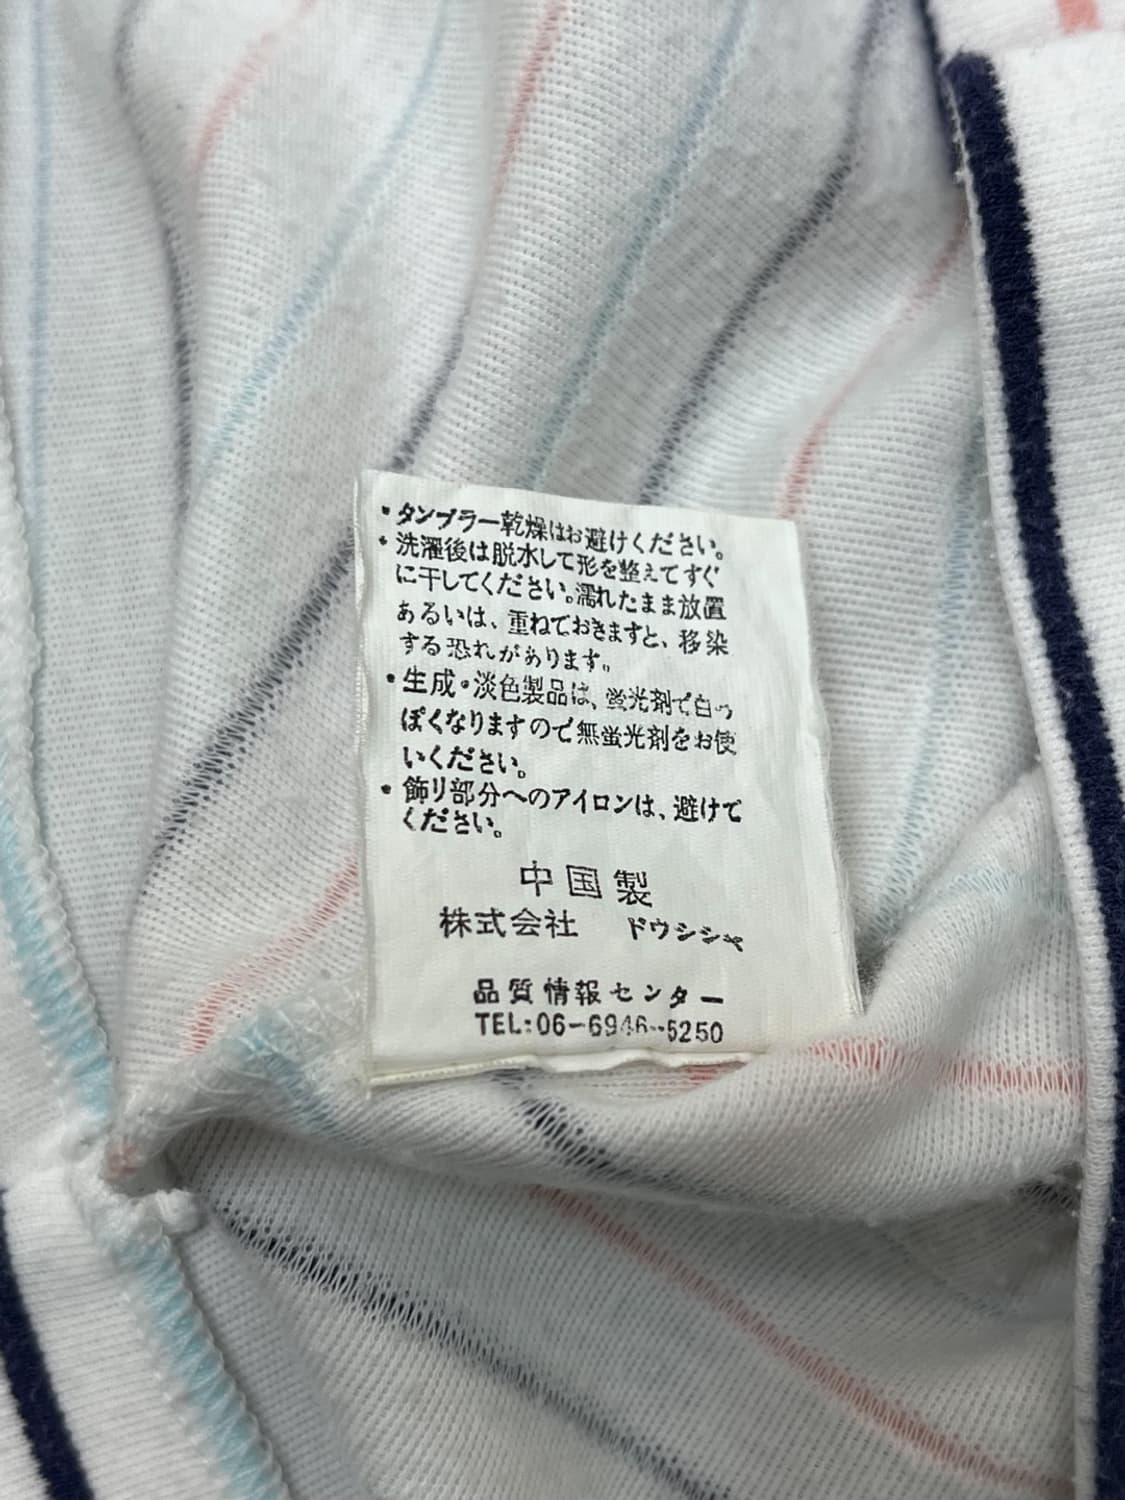 ・タンブラー乾燥はお避けください。
・洗濯後は脱水して形を整えてすぐ
に干してください。濡れたまま放置
あるいは、重ねておきますと、移染
する恐れがあります。
・生成・淡色製品は、蛍光剤で白っ
ぽくなりますので無蛍光剤をお使
いください。
・飾り部分へのアイロンは、避けて
ください。
中国製
株式会社 ドウシシャ
品質情報センター
TEL:06-6946-5250